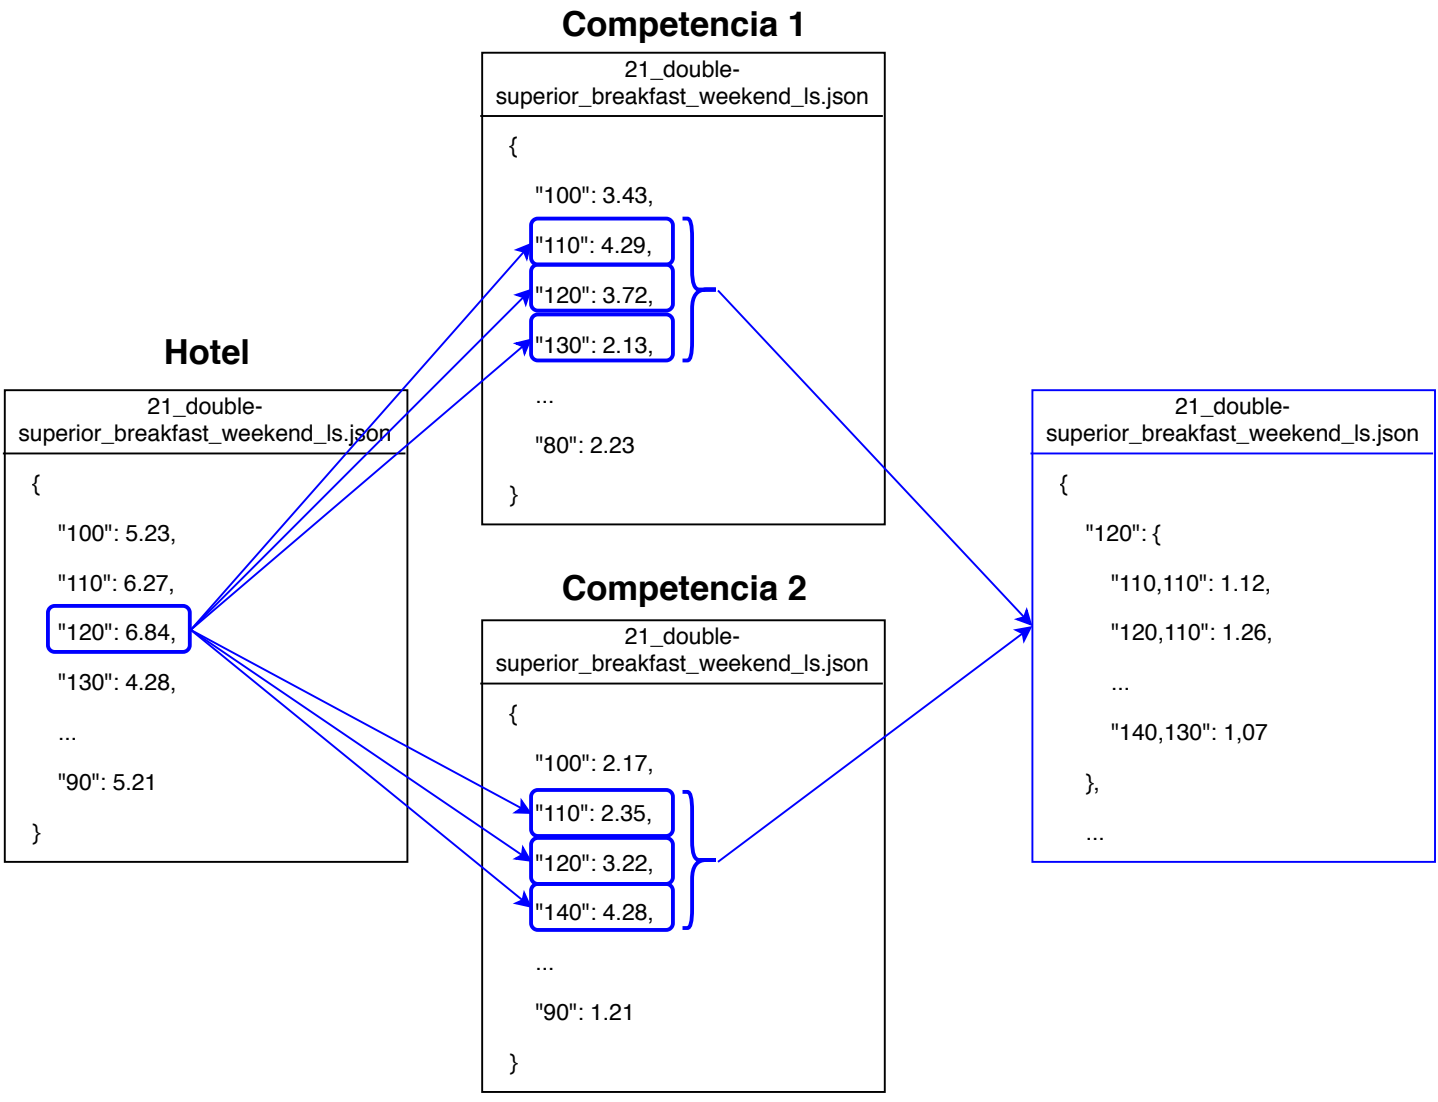 Competencia 1
21_double-
superior_breakfast_weekend_ls.json
{
"100": 3.43,
"110": 4.29,
"120": 3.72,
"130": 2.13,
...
"80": 2.23
}
Hotel
21_double-
superior_breakfast_weekend_ls.json
{
"100": 5.23,
"110": 6.27,
"120": 6.84,
"130": 4.28,
...
"90": 5.21
}
Competencia 2
21_double-
superior_breakfast_weekend_ls.json
{
"100": 2.17,
"110": 2.35,
"120": 3.22,
"140": 4.28,
...
"90": 1.21
}
21_double-
superior_breakfast_weekend_ls.json
{
"120": {
"110,110": 1.12,
"120,110": 1.26,
...
"140,130": 1,07
},
...